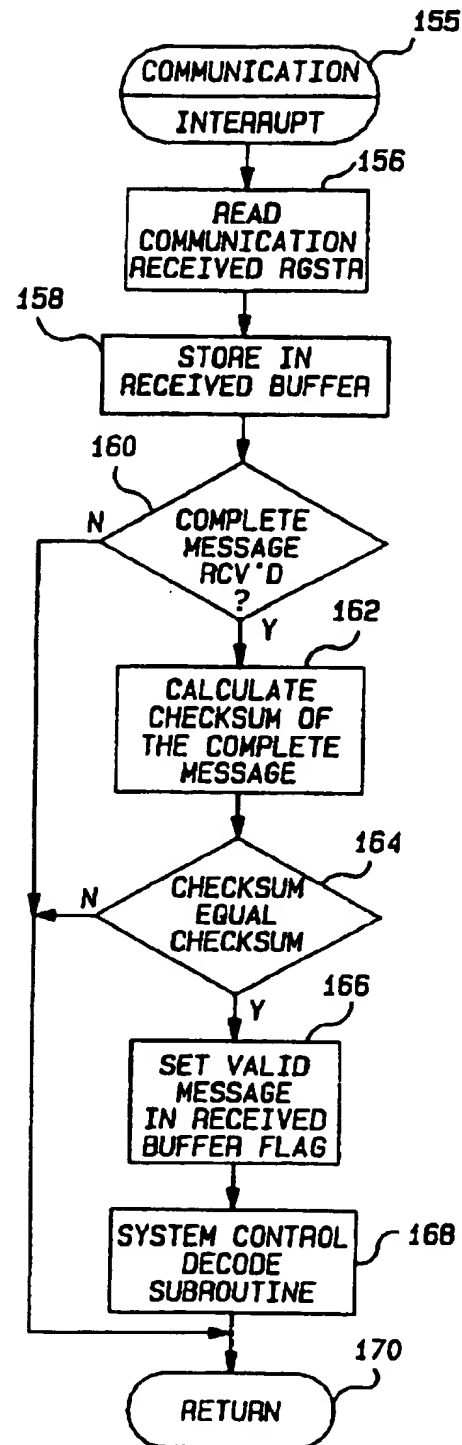 155
COMMUNICATION
INTERRUPT
156
READ
COMMUNICATION
RECEIVED RGSTR
158
STORE IN
RECEIVED BUFFER
160
N
COMPLETE
MESSAGE
RCV'D
?
Y
162
CALCULATE
CHECKSUM OF
THE COMPLETE
MESSAGE
164
N
CHECKSUM
EQUAL
CHECKSUM
Y
166
SET VALID
MESSAGE
IN RECEIVED
BUFFER FLAG
SYSTEM CONTROL
DECODE
SUBROUTINE
168
170
RETURN